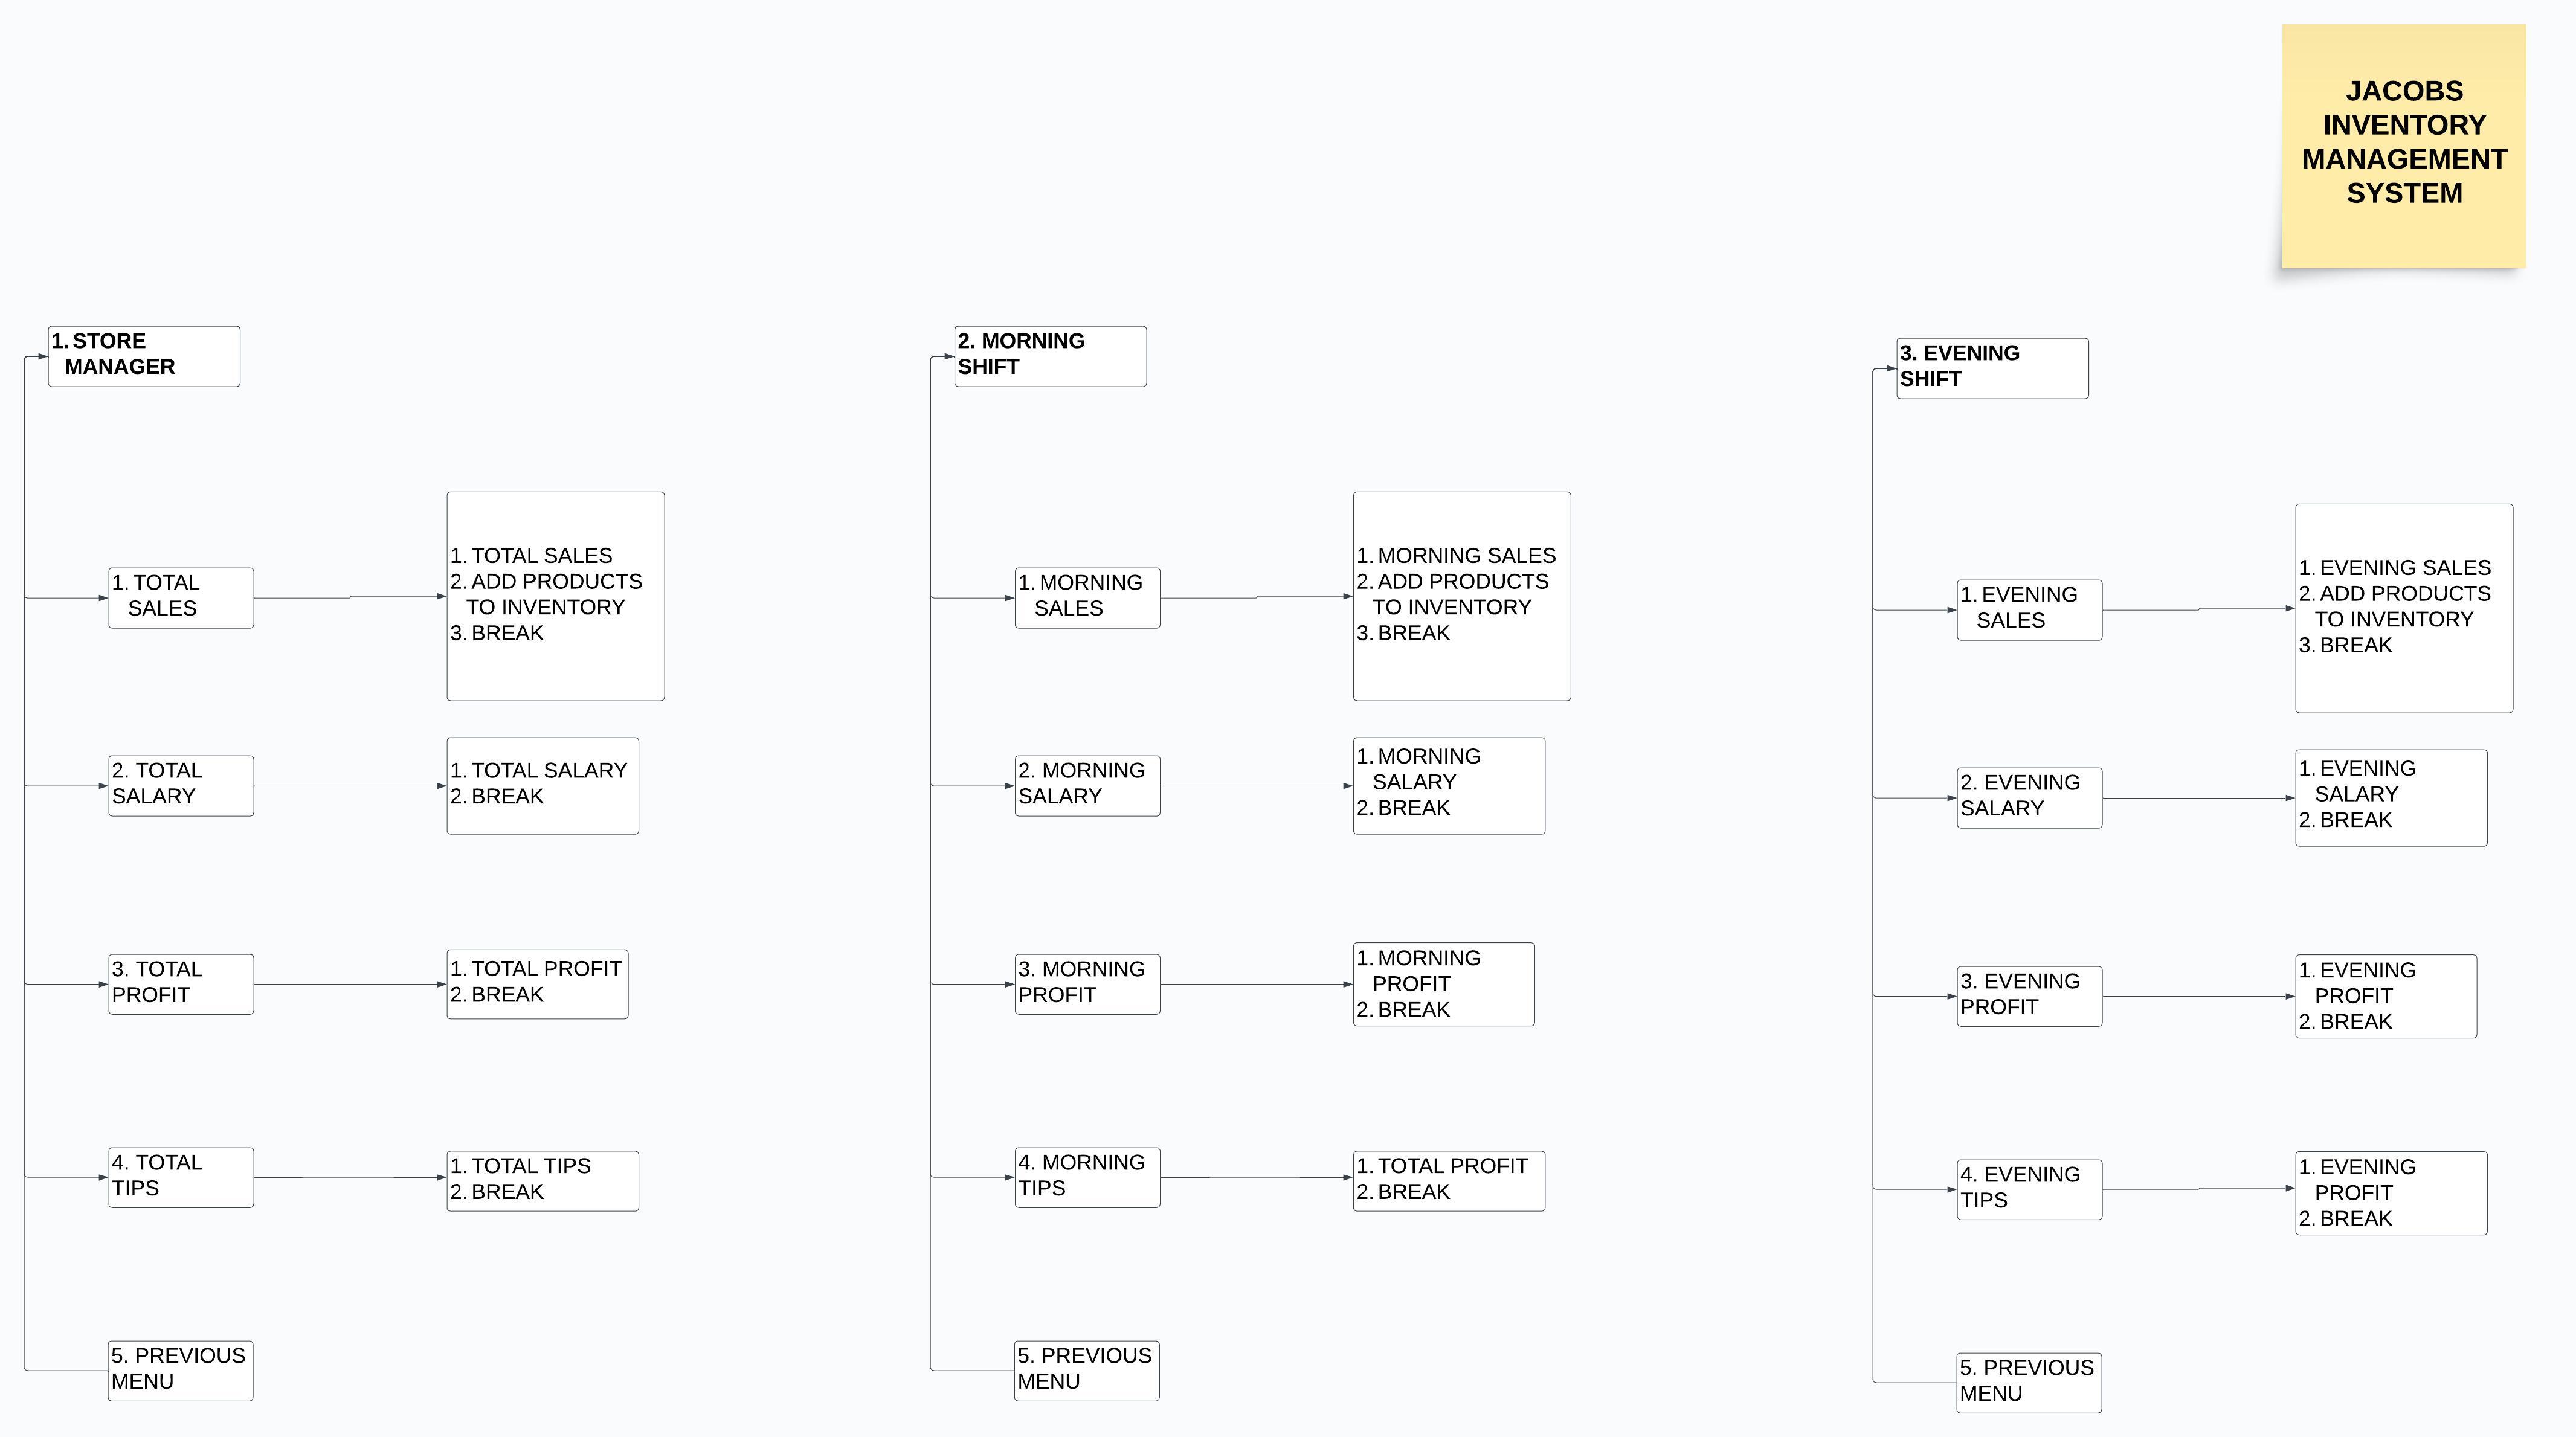 JACOBS
INVENTORY
MANAGEMENT
SYSTEM
1. STORE
MANAGER
1. TOTAL
SALES
1. TOTAL SALES
2. ADD PRODUCTS
TO INVENTORY
3. BREAK
2. TOTAL
SALARY
1. TOTAL SALARY
2. BREAK
3. TOTAL
PROFIT
1. TOTAL PROFIT
2. BREAK
4. TOTAL
TIPS
1. TOTAL TIPS
2. BREAK
5. PREVIOUS
MENU
2. MORNING
SHIFT
1. MORNING
SALES
1. MORNING SALES
2. ADD PRODUCTS
TO INVENTORY
3. BREAK
2. MORNING
SALARY
1. MORNING
SALARY
2. BREAK
3. MORNING
PROFIT
1. MORNING
PROFIT
2. BREAK
4. MORNING
TIPS
1. TOTAL PROFIT
2. BREAK
5. PREVIOUS
MENU
3. EVENING
SHIFT
1. EVENING
SALES
1. EVENING SALES
2. ADD PRODUCTS
TO INVENTORY
3. BREAK
2. EVENING
SALARY
1. EVENING
SALARY
2. BREAK
3. EVENING
PROFIT
1. EVENING
PROFIT
2. BREAK
4. EVENING
TIPS
1. EVENING
PROFIT
2. BREAK
5. PREVIOUS
MENU